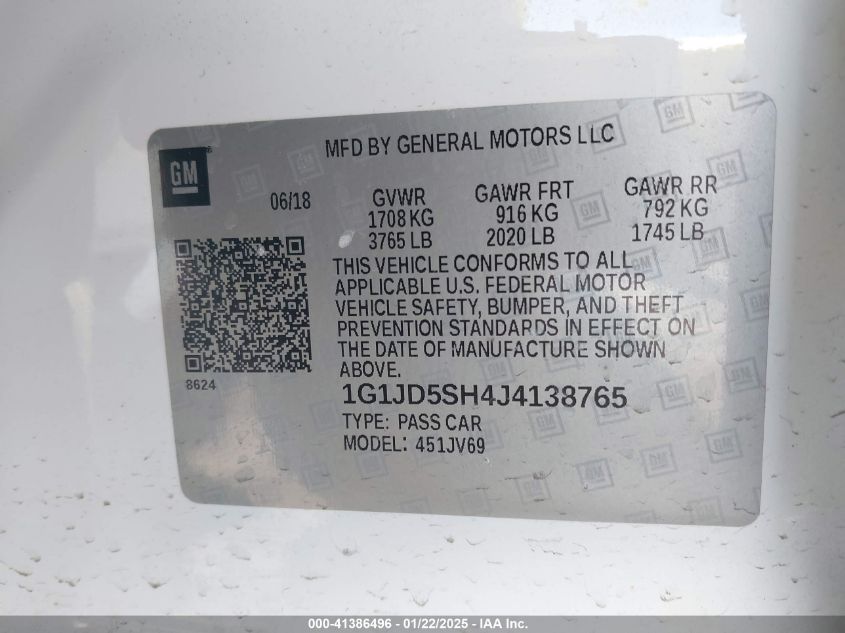 MFD BY GENERAL MOTORS LLC
GM
06/18
GVWR GAWR FRT GAWR RR
1708 KG 916 KG 792 KG
3765 LB 2020 LB 1745 LB
THIS VEHICLE CONFORMS TO ALL
APPLICABLE U.S. FEDERAL MOTOR
VEHICLE SAFETY, BUMPER, AND THEFT
PREVENTION STANDARDS IN EFFECT ON
THE DATE OF MANUFACTURE SHOWN
ABOVE.
8624
1G1JD5SH4J4138765
TYPE: PASS CAR
MODEL: 451JV69
000-41386496 - 01/22/2025 - IAA Inc.